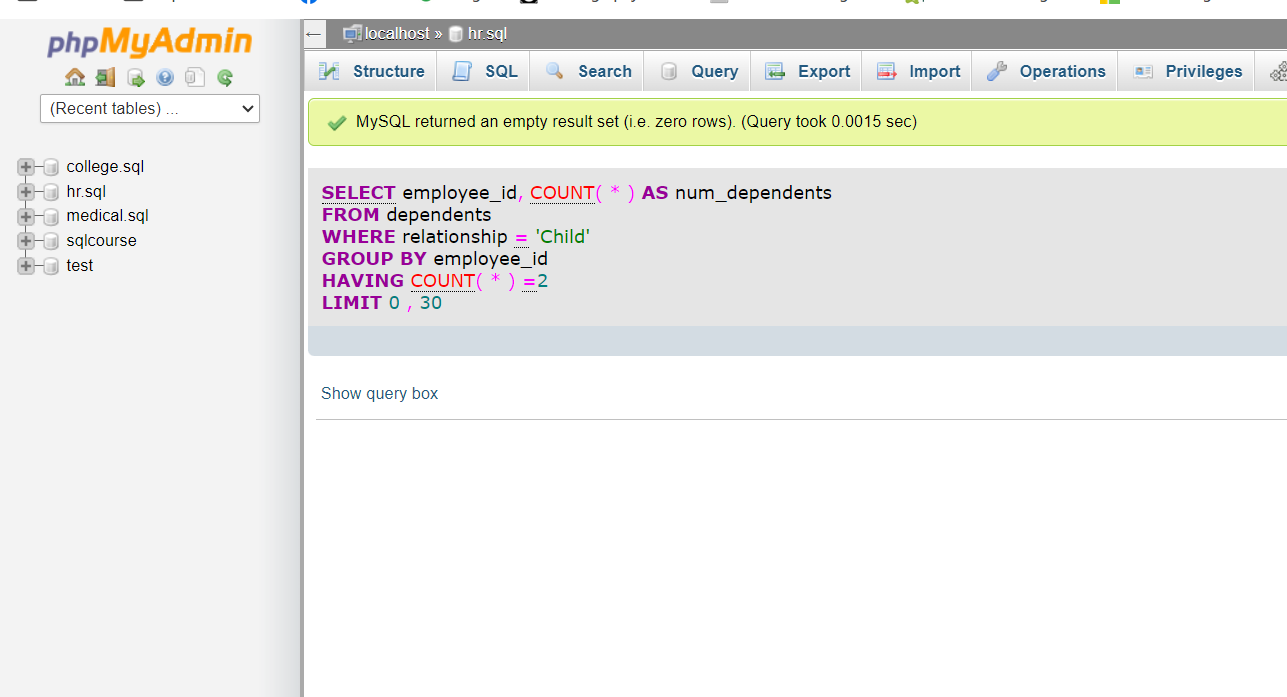 phpMyAdmin
(Recent tables) ...
college.sql
hr.sql
medical.sql
sqlcourse
test
← localhost » hr.sql
Structure SQL Search Query Export Import Operations Privileges
MySQL returned an empty result set (i.e. zero rows). (Query took 0.0015 sec)
SELECT employee_id, COUNT( * ) AS num_dependents
FROM dependents
WHERE relationship = 'Child'
GROUP BY employee_id
HAVING COUNT( * ) =2
LIMIT 0 , 30
Show query box